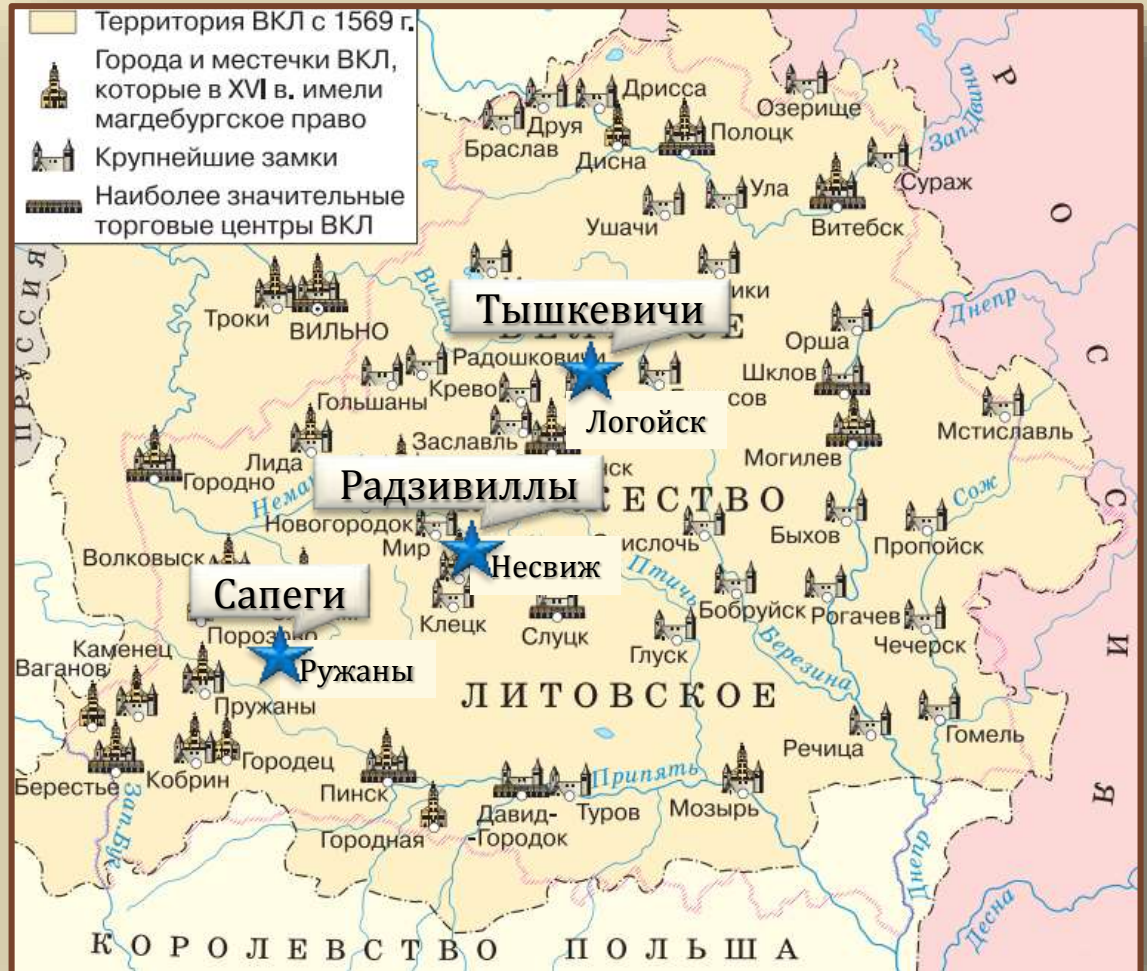 Территория ВКЛ с 1569 г.
Города и местечки ВКЛ,
которые в XVI в. имели
магдебургское право
Крупнейшие замки
Наиболее значительные
торговые центры ВКЛ
Р
О
С
С
И
Я
ПРУССИЯ
Дрисса
Озерище
Друя
Браслав
Дисна
Полоцк
Зап.Двина
Сураж
Ула
Ушачи
Витебск
Вилия
Троки
ВИЛЬНО
Тышкевичи
Днепр
Орша
Радошковичи
Шклов
Крево
Гольшаны
Логойск
Мстиславль
Заславль
Лида
Могилев
Городно
Радзивиллы
Сож
Новогородок
Быхов
Пропойск
Мир
Волковыск
Несвиж
Птичь
Сапеги
Бобруйск
Рогачев
Клецк
Слуцк
Чечерск
Порозово
Глуск
Березина
Каменец
Ваганов
Ружаны
ЛИТОВСКОЕ
Пружаны
Речица
Гомель
Городец
Кобрин
Берестье
Пинск
Припять
Мозырь
Давид-
-Городок
Туров
Зап.Буг
Городная
Днепр
Десна
КОРОЛЕВСТВО ПОЛЬША